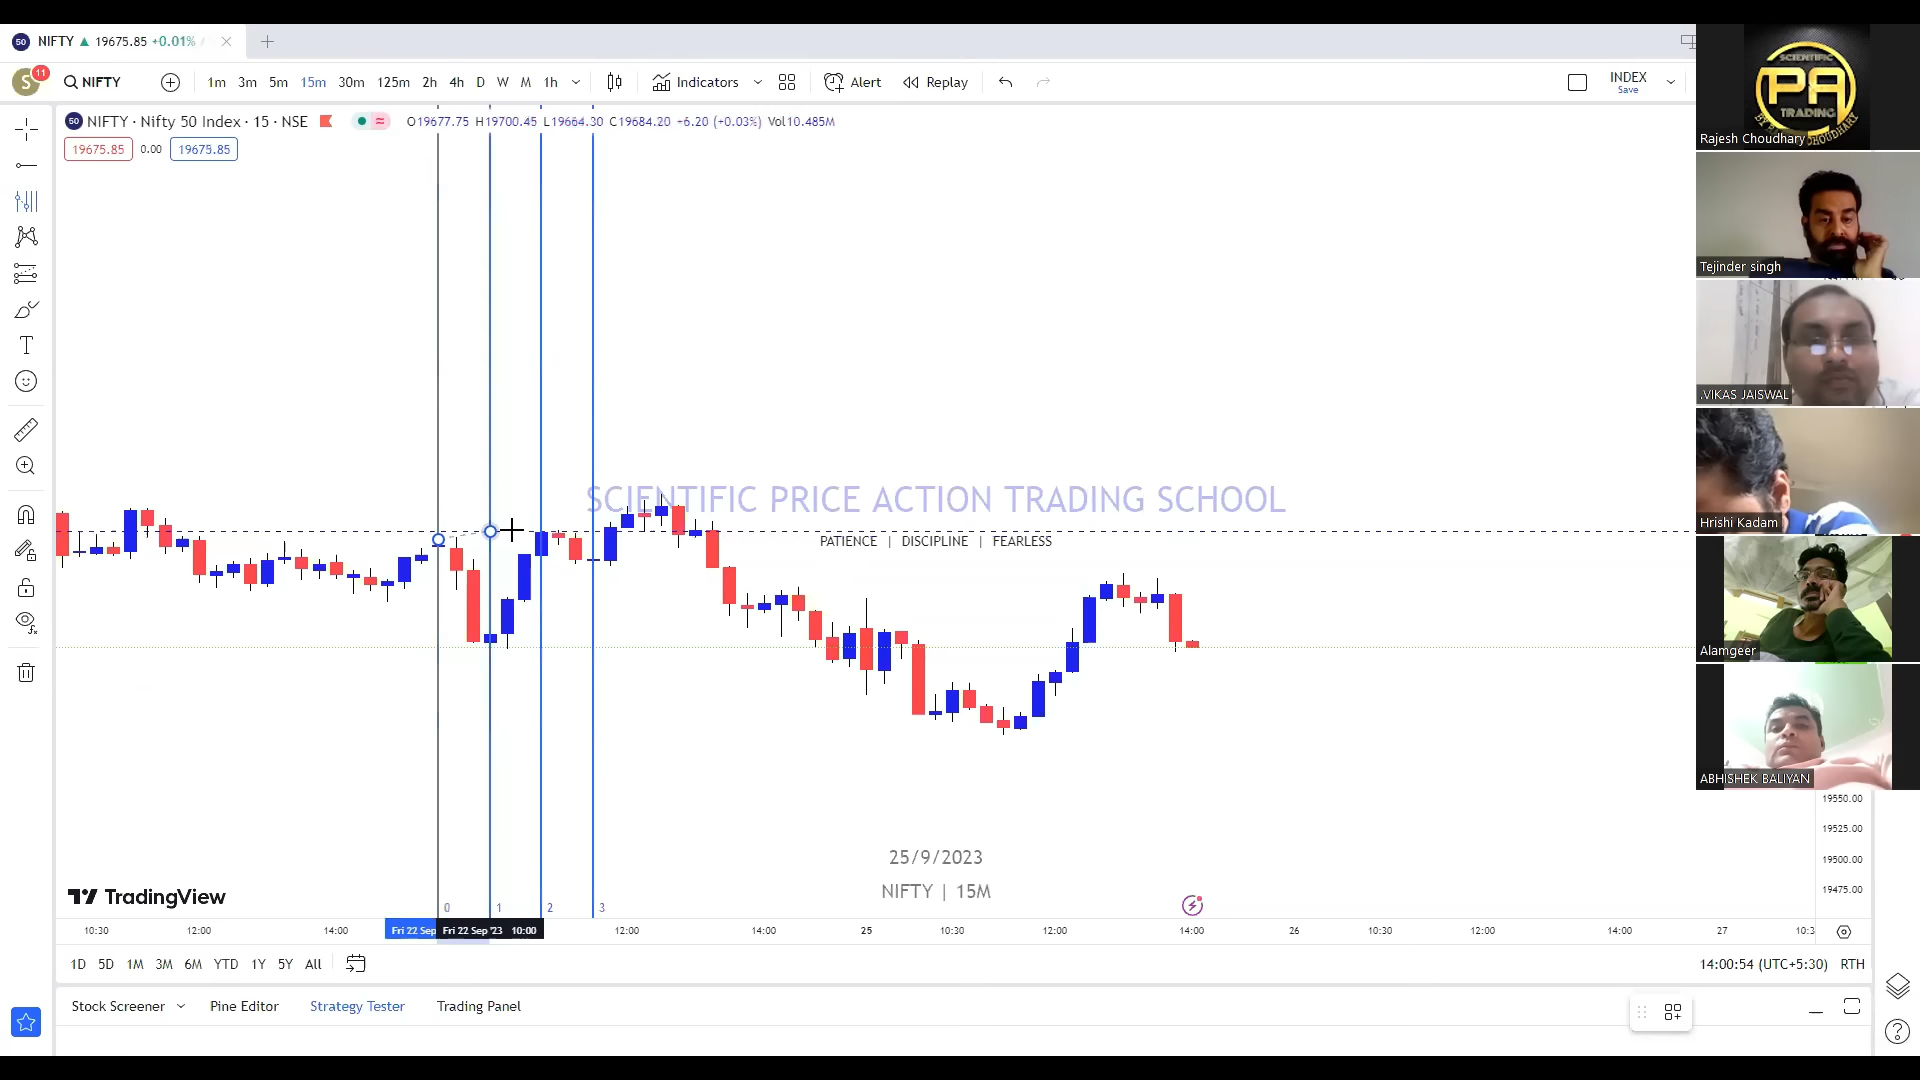 NIFTY 19675.85 +0.01% /
S 11 NIFTY 1m 3m 5m 15m 30m 125m 2h 4h D W M 1h Indicators Alert Replay INDEX
Save
50 NIFTY · Nifty 50 Index · 15 · NSE O19677.75 H19700.45 L19664.30 C19684.20 +6.20 (+0.03%) Vol10.485M
19675.85 0.00 19675.85
SCIENTIFIC
PA
TRADING
Rajesh Choudhary
Tejinder singh
.VIKAS JAISWAL
Hrishi Kadam
Alamgeer
ABHISHEK BALIYAN
SCIENTIFIC PRICE ACTION TRADING SCHOOL
PATIENCE | DISCIPLINE | FEARLESS
19550.00
19525.00
19500.00
19475.00
25/9/2023
NIFTY | 15M
TradingView
0 1 2 3
10:30 12:00 14:00 Fri 22 Sep Fri 22 Sep '23 10:00 12:00 14:00 25 10:30 12:00 14:00 26 10:30 12:00 14:00 27 10:3
1D 5D 1M 3M 6M YTD 1Y 5Y All 14:00:54 (UTC+5:30) RTH
Stock Screener Pine Editor Strategy Tester Trading Panel